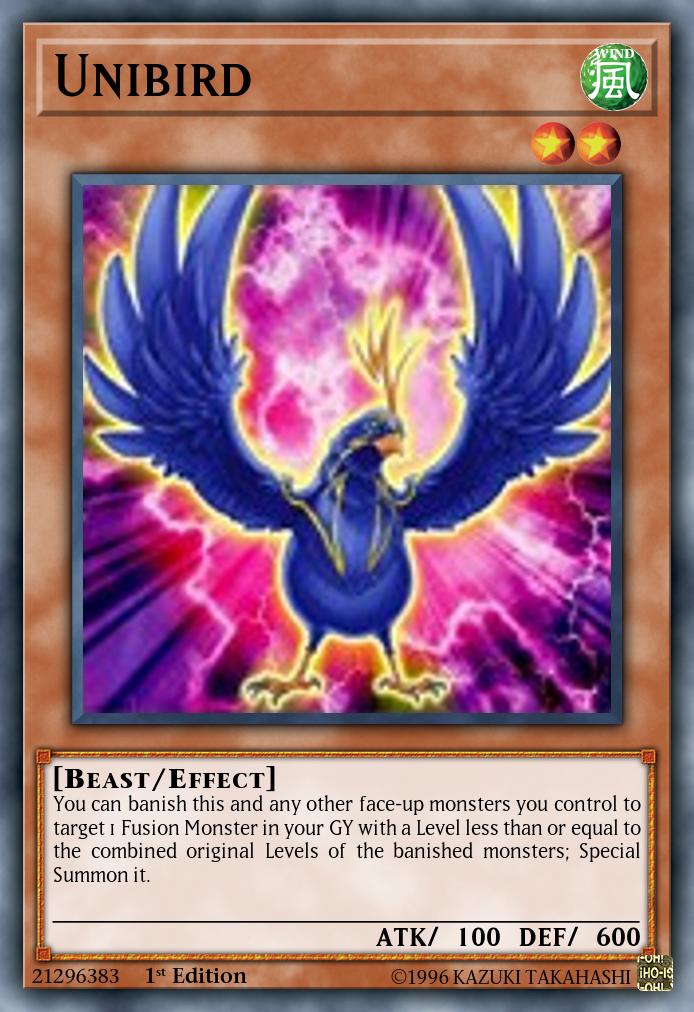 UNIBIRD
WIND
風
[BEAST/EFFECT]
You can banish this and any other face-up monsters you control to
target 1 Fusion Monster in your GY with a Level less than or equal to
the combined original Levels of the banished monsters; Special
Summon it.
ATK/ 100 DEF/ 600
21296383 1st Edition ©1996 KAZUKI TAKAHASHI